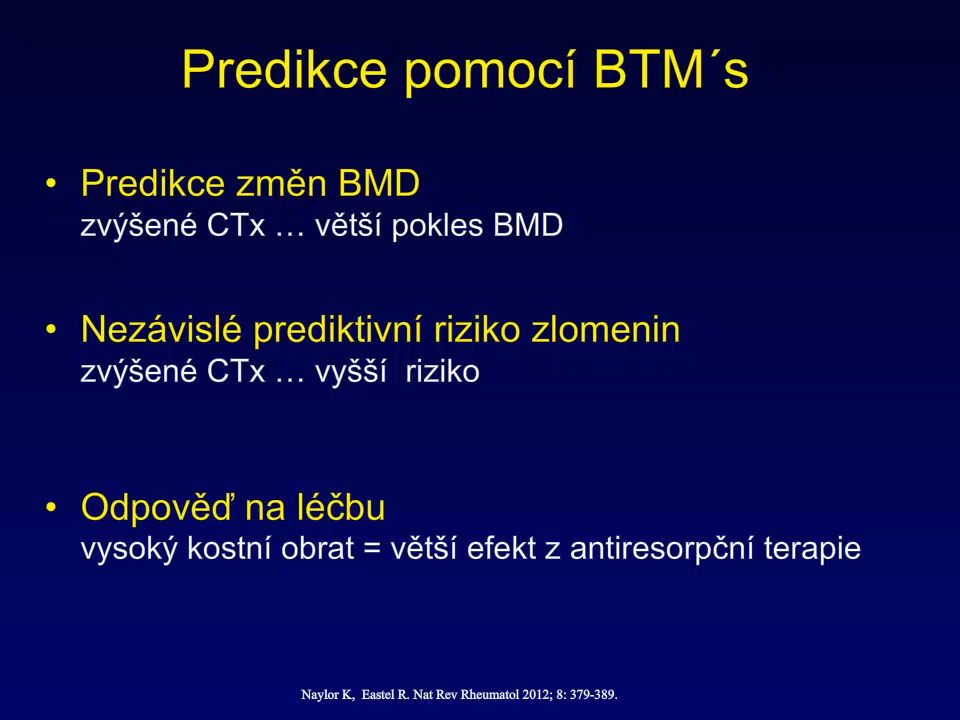 Predikce pomocí BTM´s
• Predikce změn BMD
zvýšené CTx … větší pokles BMD
• Nezávislé prediktivní riziko zlomenin
zvýšené CTx … vyšší  riziko
• Odpověď na léčbu
vysoký kostní obrat = větší efekt z antiresorpční terapie
Naylor K,  Eastel R. Nat Rev Rheumatol 2012; 8: 379-389.